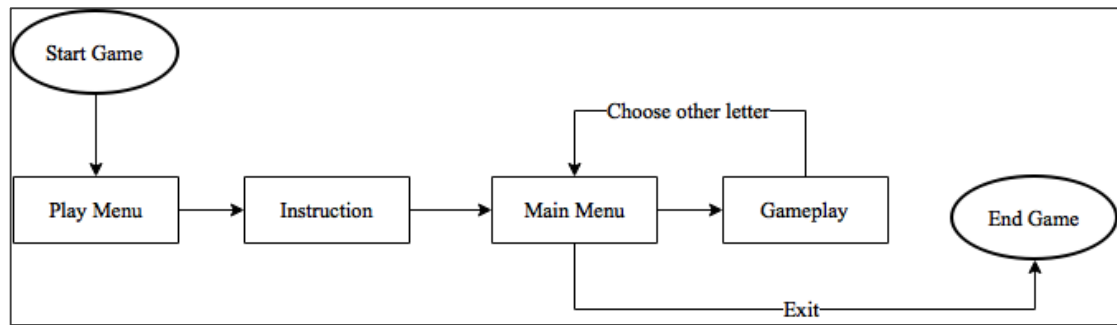 Start Game
Choose other letter
Play Menu
Instruction
Main Menu
Gameplay
End Game
Exit